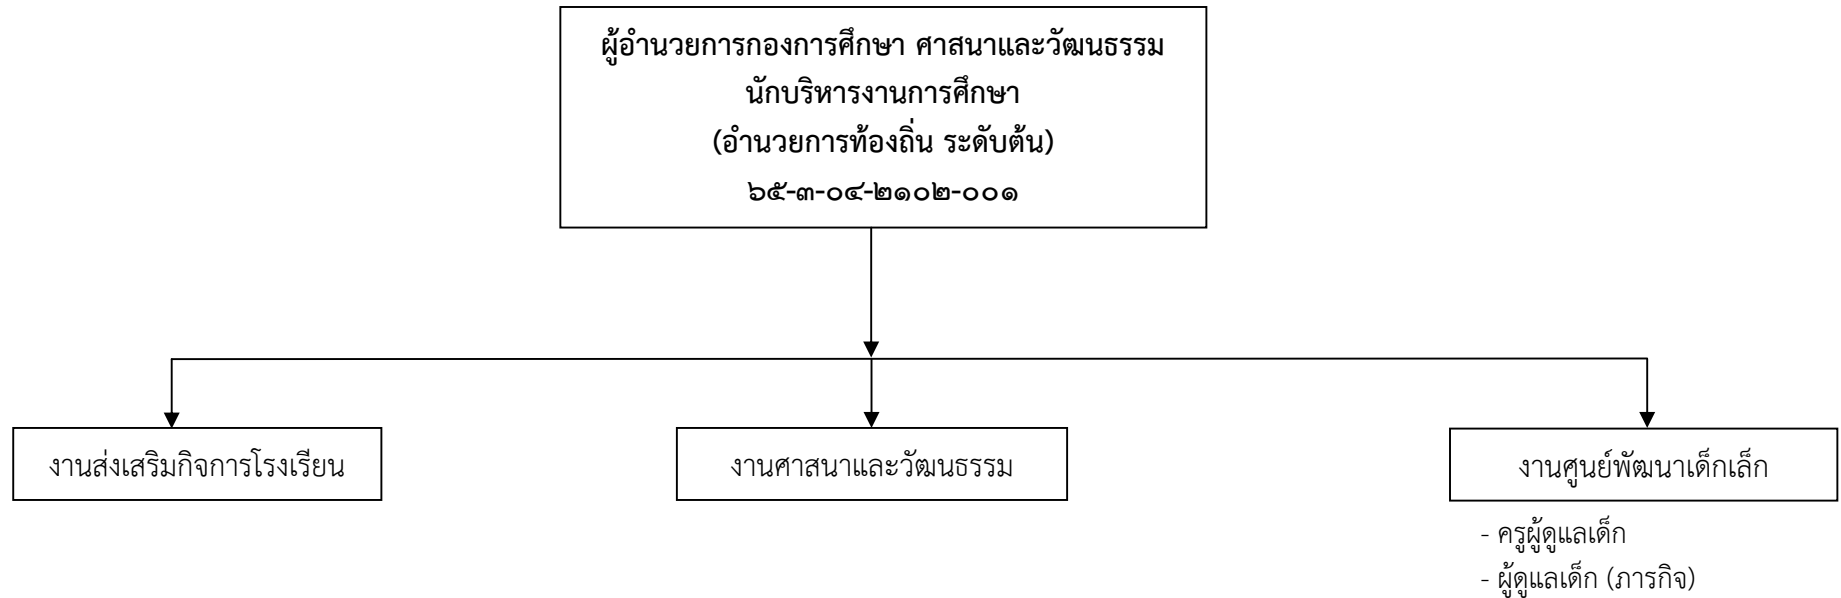 ผู้อำนวยการกองการศึกษา ศาสนาและวัฒนธรรม
นักบริหารงานการศึกษา
(อำนวยการท้องถิ่น ระดับต้น)
๖๕-๓-๐๔-๒๑๐๒-๐๐๑
งานส่งเสริมกิจการโรงเรียน
งานศาสนาและวัฒนธรรม
งานศูนย์พัฒนาเด็กเล็ก
- ครูผู้ดูแลเด็ก
- ผู้ดูแลเด็ก (ภารกิจ)